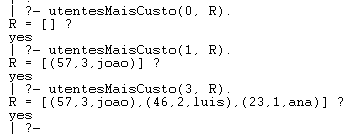 | ?- utentesMaisCusto(0, R).
R = [] ?
yes
| ?- utentesMaisCusto(1, R).
R = [(57,3,joao)] ?
yes
| ?- utentesMaisCusto(3, R).
R = [(57,3,joao),(46,2,luis),(23,1,ana)] ?
yes
| ?-